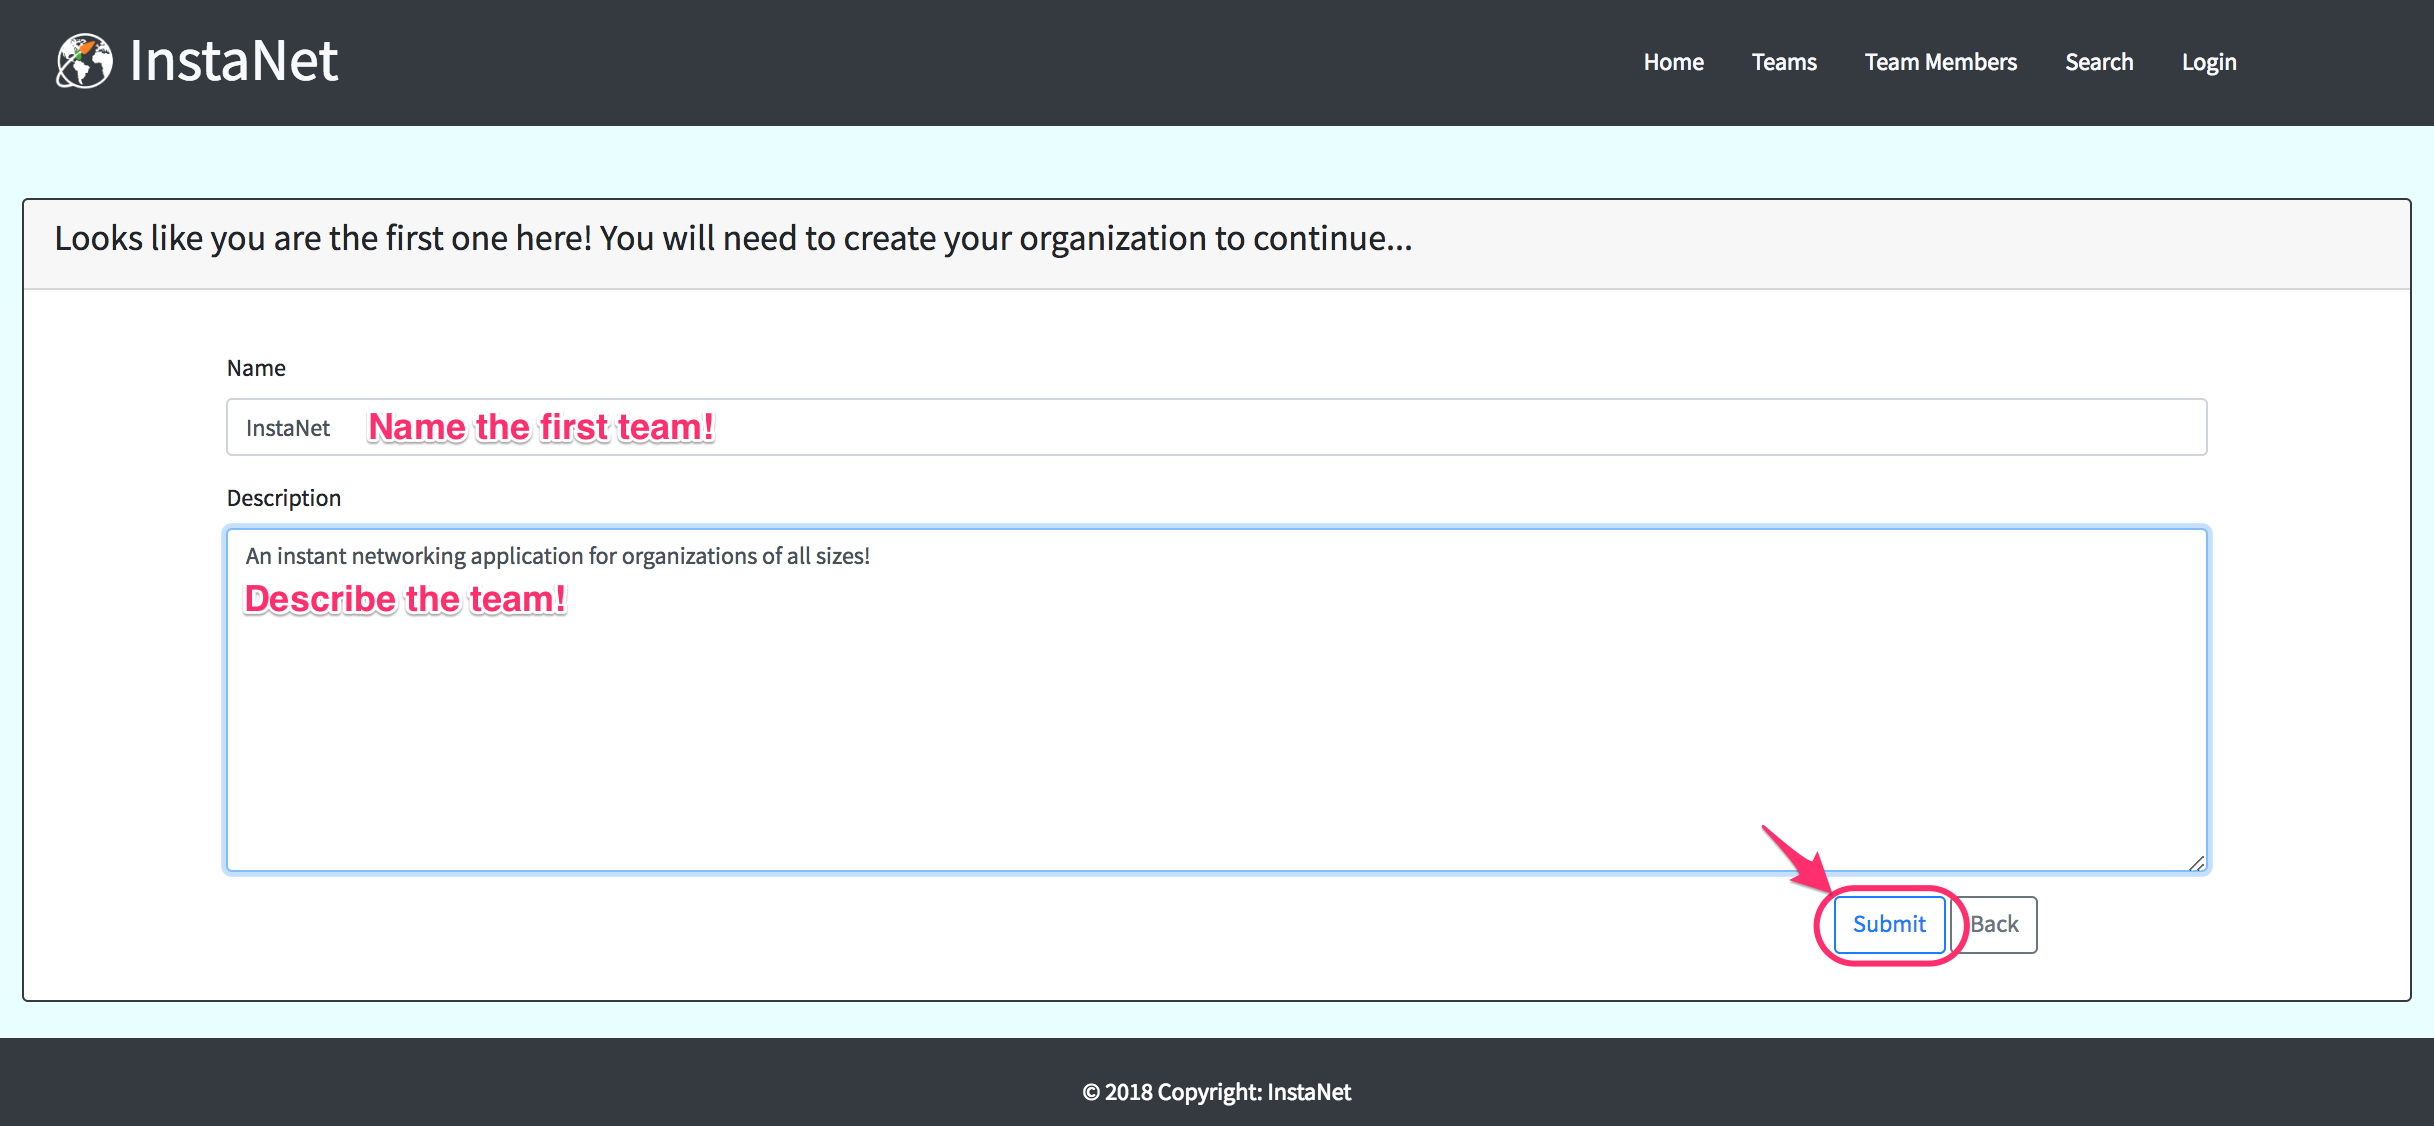 InstaNet
Home Teams Team Members Search Login
Looks like you are the first one here! You will need to create your organization to continue...
Name
InstaNet Name the first team!
Description
An instant networking application for organizations of all sizes!
Describe the team!
Submit Back
© 2018 Copyright: InstaNet